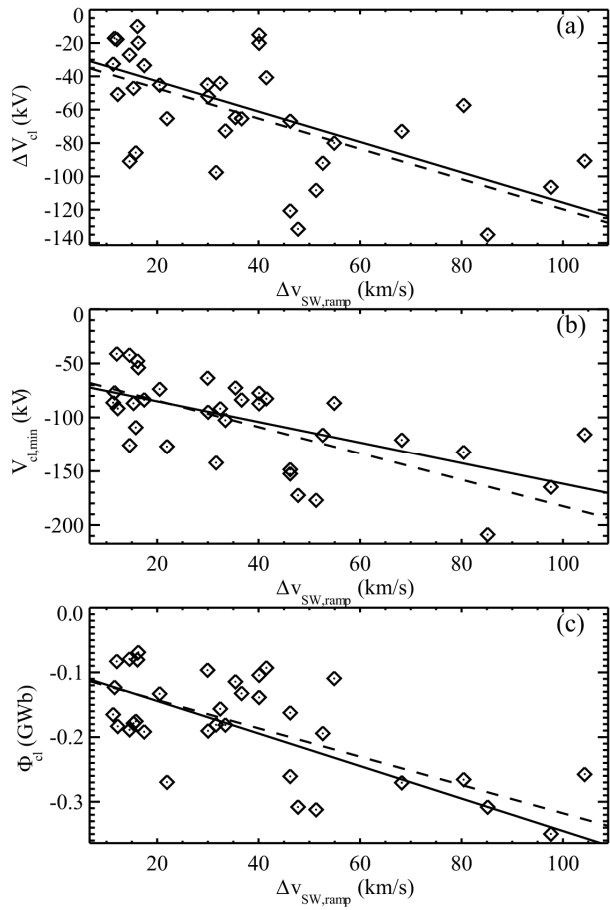 (a)
0
-20
-40
-60
-80
-100
-120
-140
ΔV_cl (kV)
20 40 60 80 100
Δv_SW,ramp (km/s)
(b)
0
-50
-100
-150
-200
V_cl,min (kV)
20 40 60 80 100
Δv_SW,ramp (km/s)
(c)
0.0
-0.1
-0.2
-0.3
Φ_cl (GWb)
20 40 60 80 100
Δv_SW,ramp (km/s)